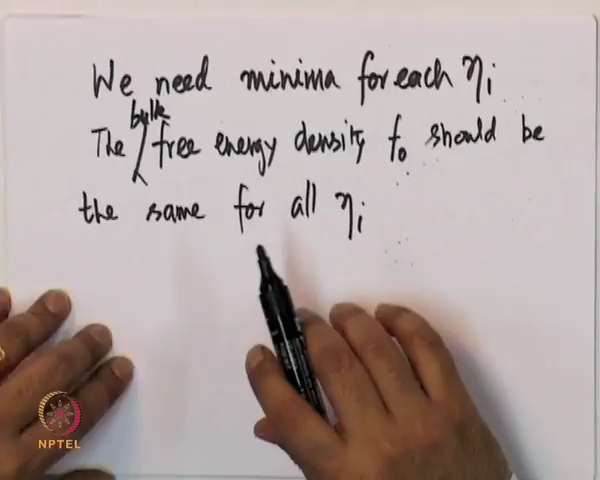 We need minima for each ηi
bulk
The free energy density fo should be
the same for all ηi
NPTEL